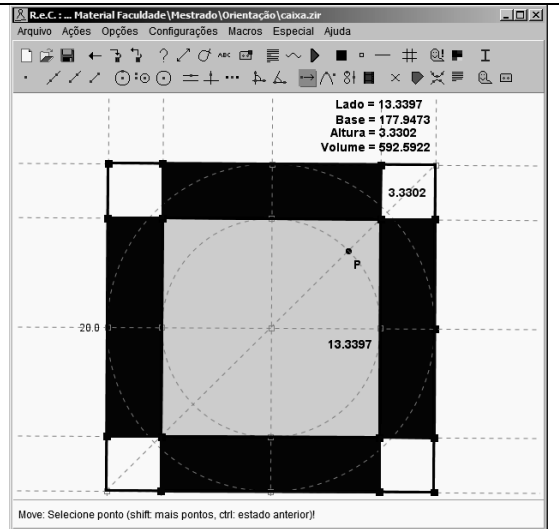 R.e.C. : ... Material Faculdade\Mestrado\Orientação\caixa.zir
Arquivo Ações Opções Configurações Macros Especial Ajuda
Lado = 13.3397
Base = 177.9473
Altura = 3.3302
Volume = 592.5922
3.3302
P
20.0
13.3397
Move: Selecione ponto (shift: mais pontos, ctrl: estado anterior)!